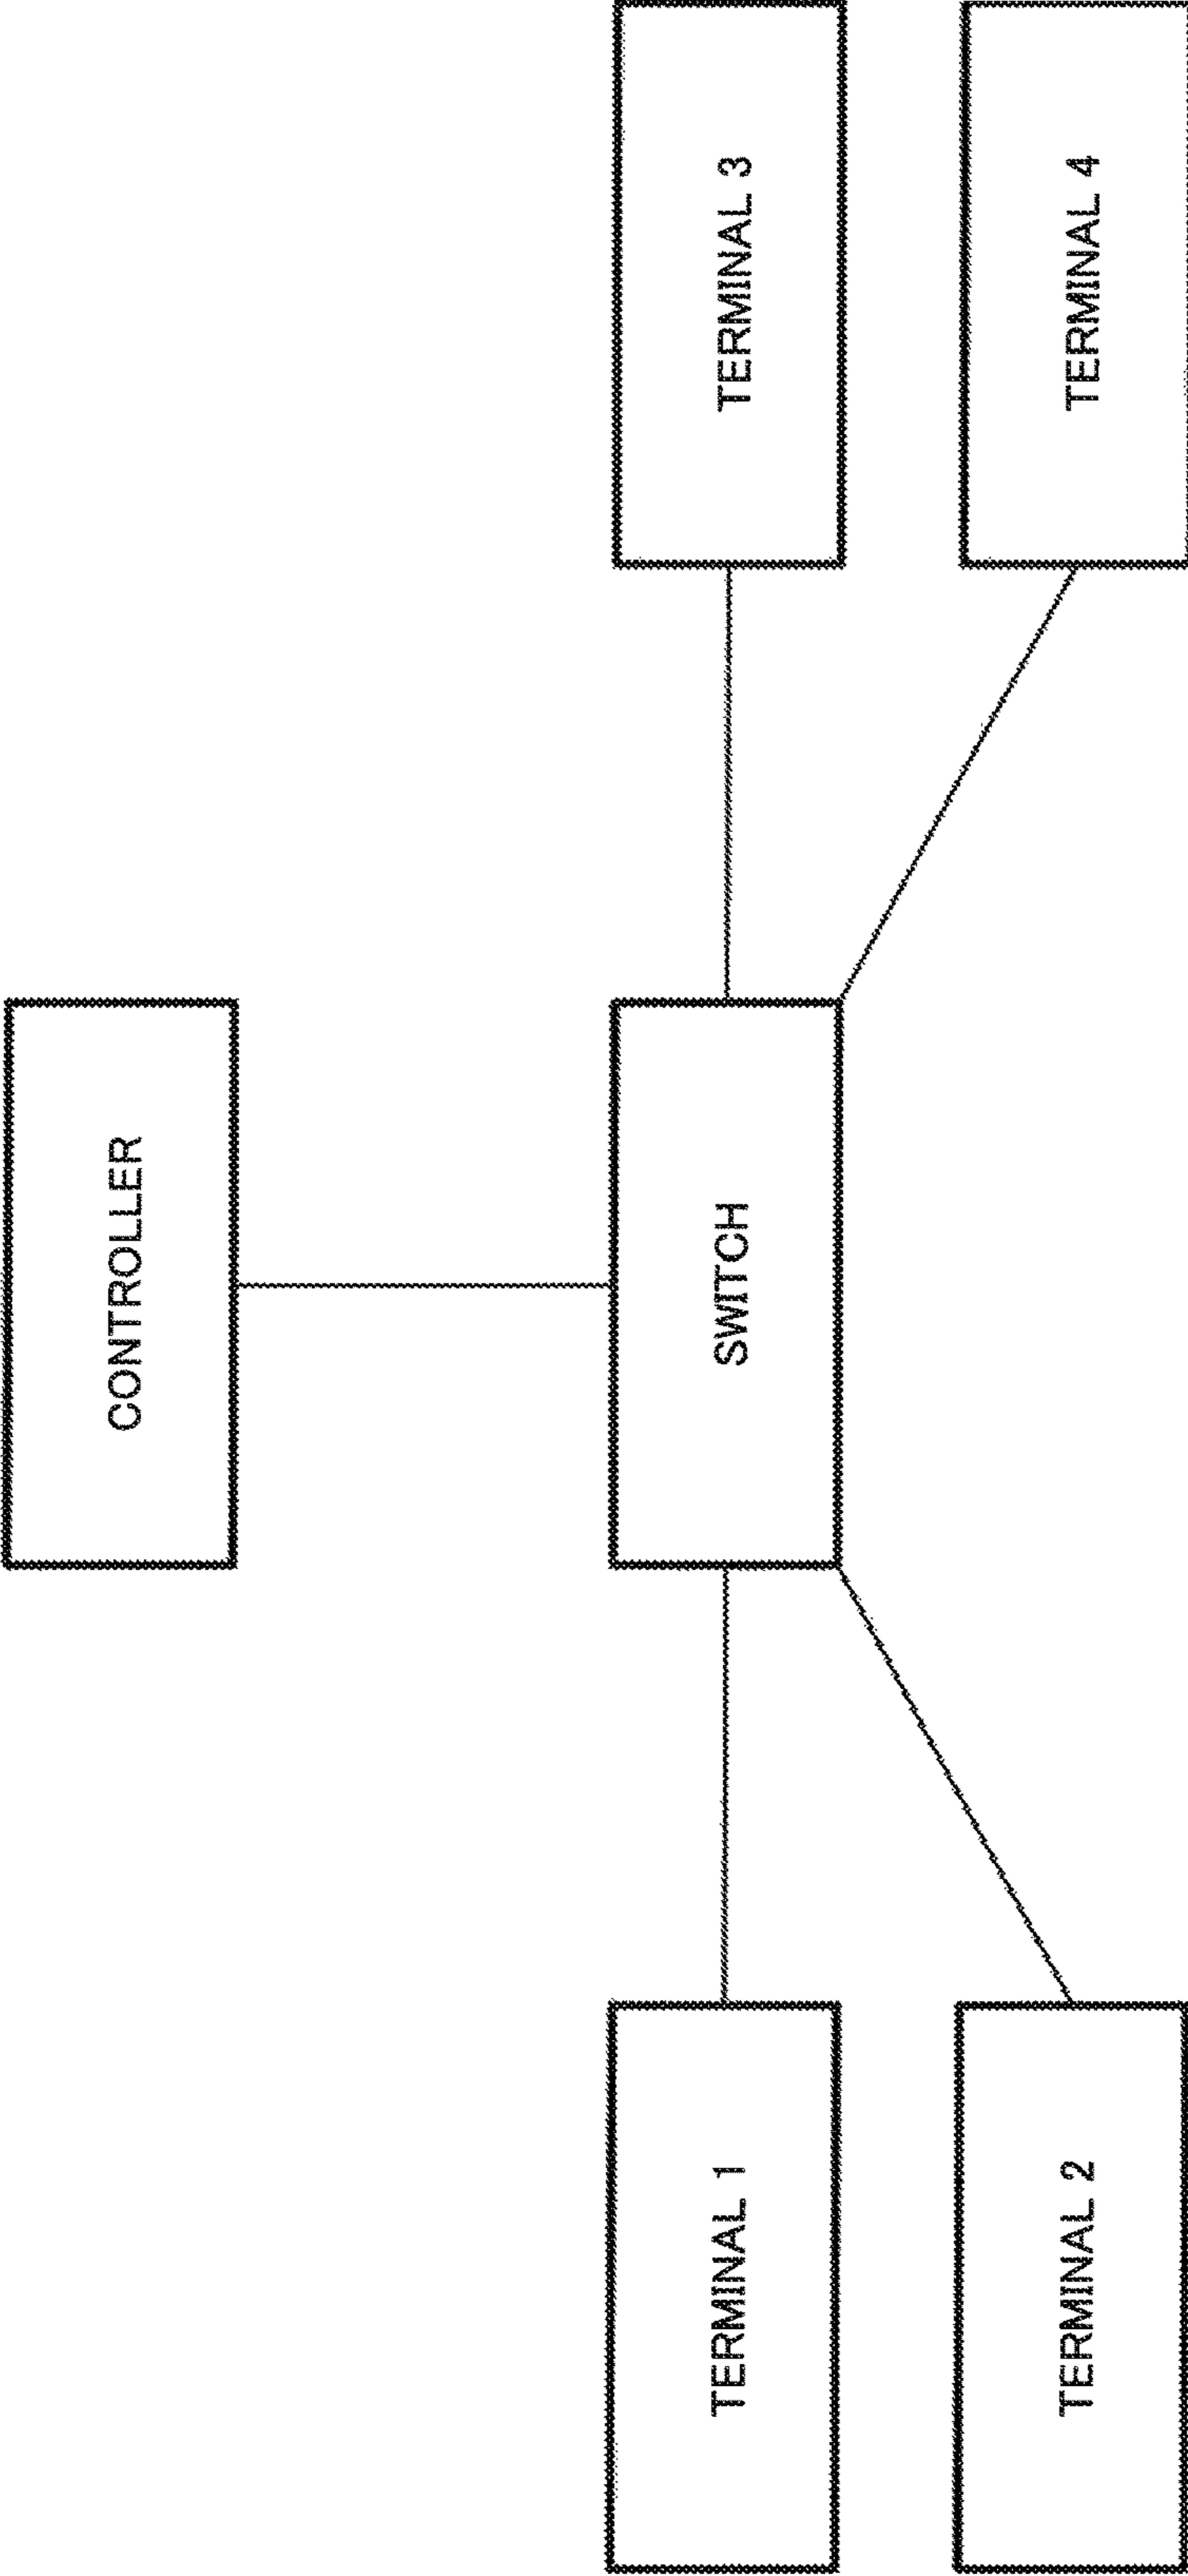 CONTROLLER
TERMINAL 1
SWITCH
TERMINAL 3
TERMINAL 2
TERMINAL 4